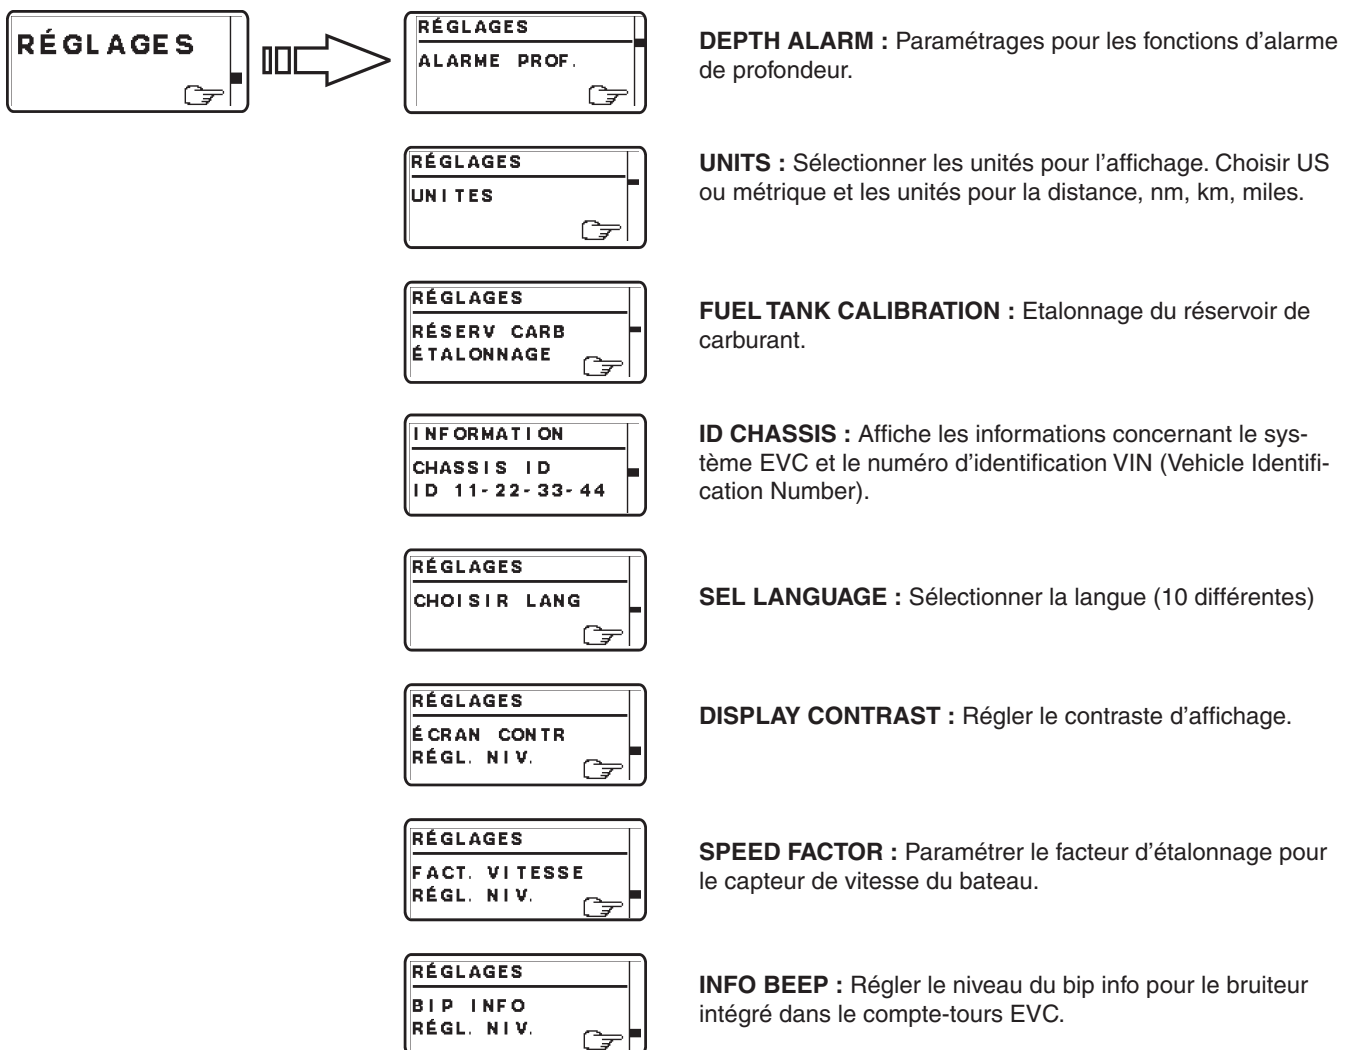 RÉGLAGES
RÉGLAGES
ALARME PROF.
DEPTH ALARM : Paramétrages pour les fonctions d’alarme
de profondeur.
RÉGLAGES
UNITES
UNITS : Sélectionner les unités pour l’affichage. Choisir US
ou métrique et les unités pour la distance, nm, km, miles.
RÉGLAGES
RÉSERV CARB
ÉTALONNAGE
FUEL TANK CALIBRATION : Etalonnage du réservoir de
carburant.
INFORMATION
CHASSIS ID
ID 11-22-33-44
ID CHASSIS : Affiche les informations concernant le sys-
tème EVC et le numéro d’identification VIN (Vehicle Identifi-
cation Number).
RÉGLAGES
CHOISIR LANG
SEL LANGUAGE : Sélectionner la langue (10 différentes)
RÉGLAGES
ÉCRAN CONTR
RÉGL. NIV.
DISPLAY CONTRAST : Régler le contraste d’affichage.
RÉGLAGES
FACT. VITESSE
RÉGL. NIV.
SPEED FACTOR : Paramétrer le facteur d’étalonnage pour
le capteur de vitesse du bateau.
RÉGLAGES
BIP INFO
RÉGL. NIV.
INFO BEEP : Régler le niveau du bip info pour le bruiteur
intégré dans le compte-tours EVC.